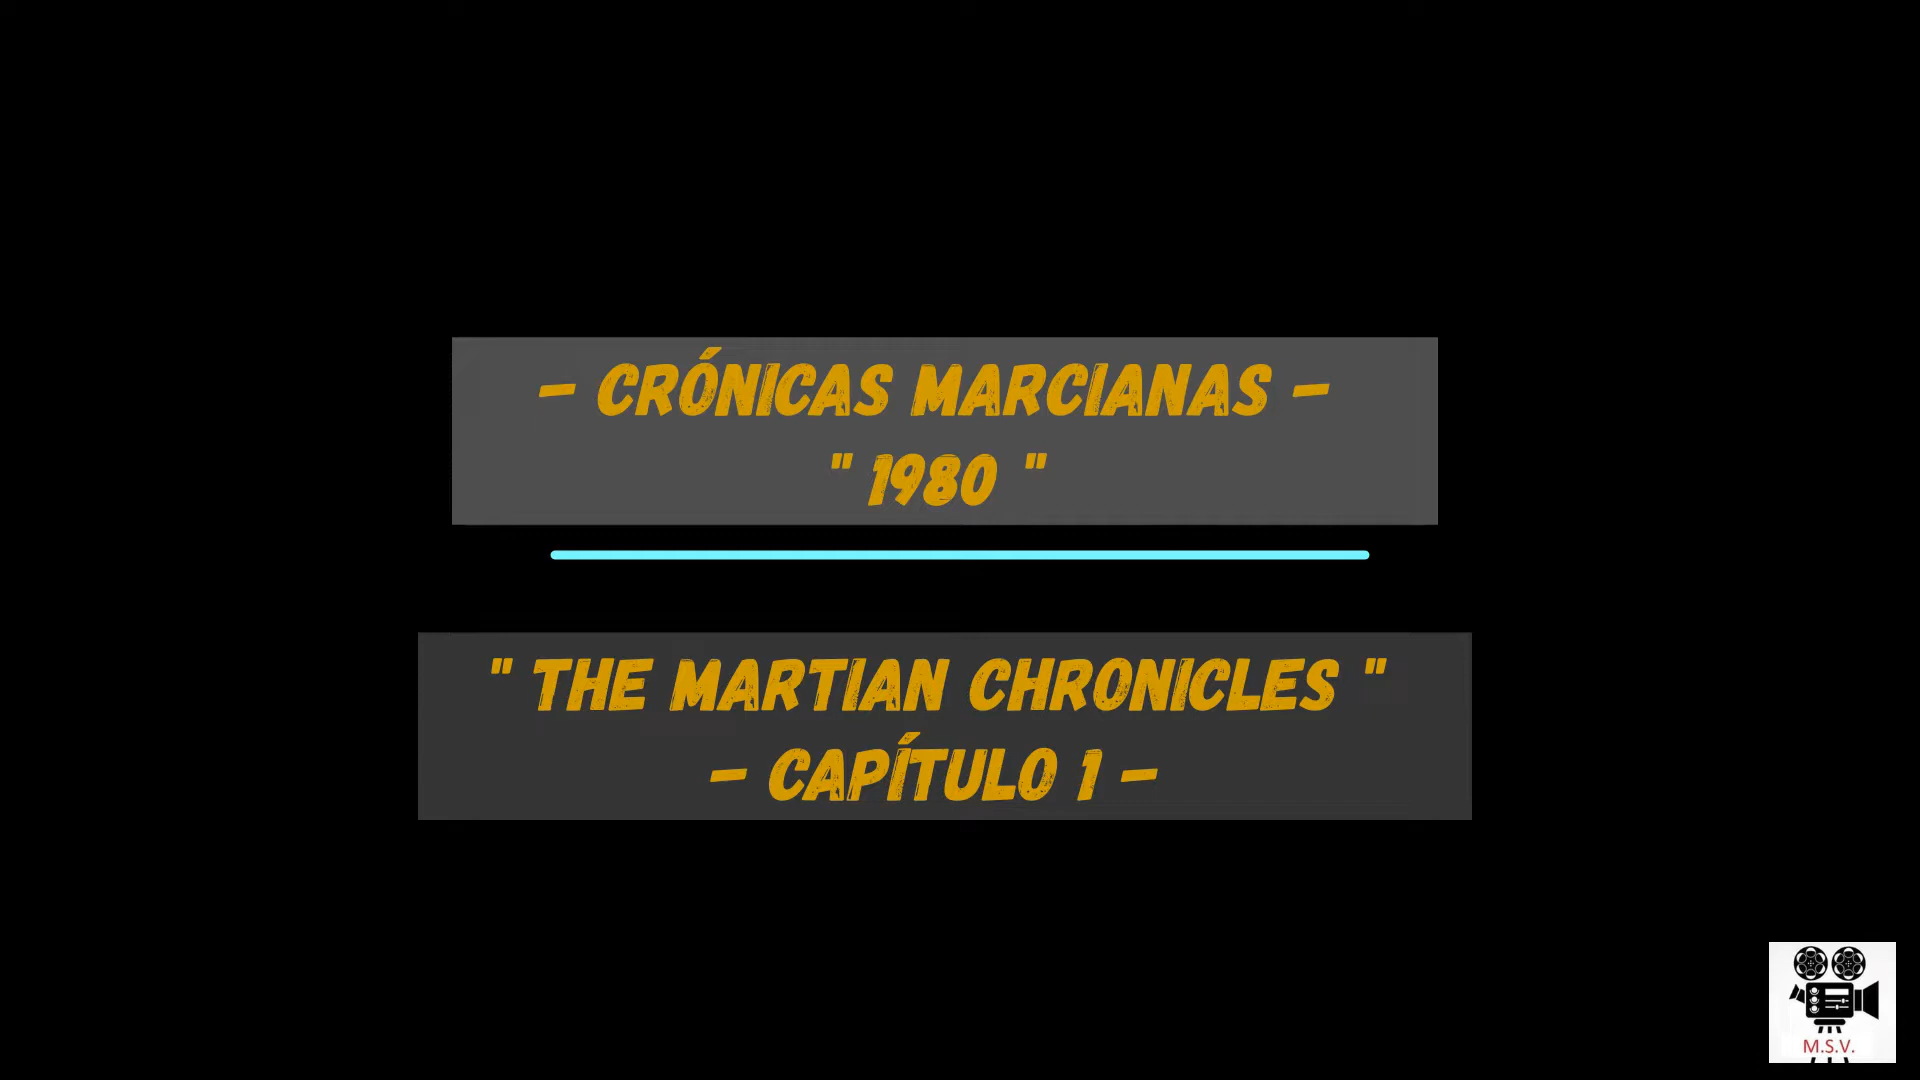 - CRÓNICAS MARCIANAS -
" 1980 "
" THE MARTIAN CHRONICLES "
- CAPÍTULO 1 -
M.S.V.